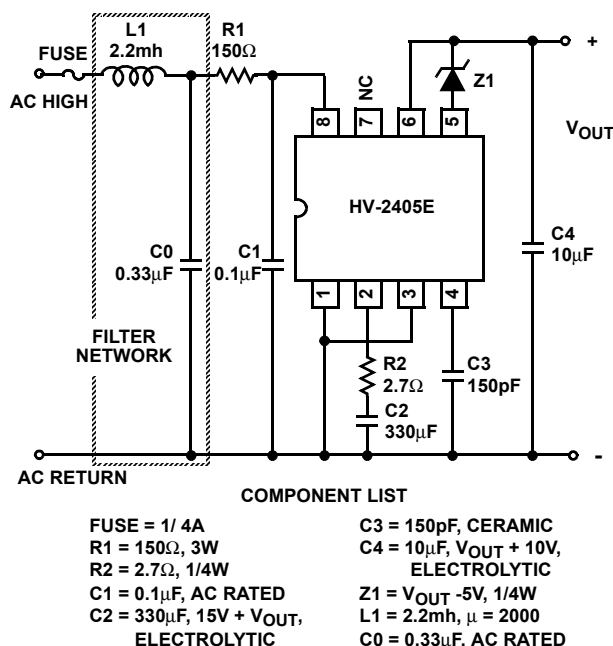 L1
2.2mh
R1
150Ω
FUSE
AC HIGH
8
NC
7
6
5
Z1
+
VOUT
HV-2405E
C0
0.33µF
C1
0.1µF
C4
10µF
1
2
3
4
FILTER
NETWORK
R2
2.7Ω
C2
330µF
C3
150pF
-
AC RETURN
COMPONENT LIST
FUSE = 1/ 4A
R1 = 150Ω, 3W
R2 = 2.7Ω, 1/4W
C1 = 0.1µF, AC RATED
C2 = 330µF, 15V + VOUT,
ELECTROLYTIC
C3 = 150pF, CERAMIC
C4 = 10µF, VOUT + 10V,
ELECTROLYTIC
Z1 = VOUT -5V, 1/4W
L1 = 2.2mh, µ = 2000
C0 = 0.33µF, AC RATED